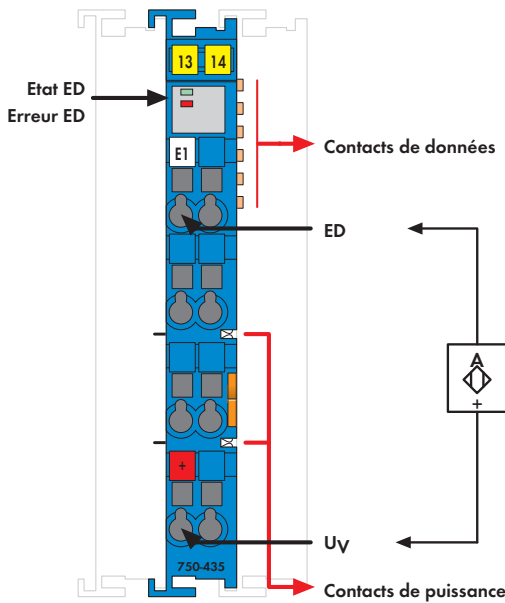 13 14
Etat ED
Erreur ED
E1
Contacts de données
ED
A
+
+
UV
750-435
Contacts de puissance